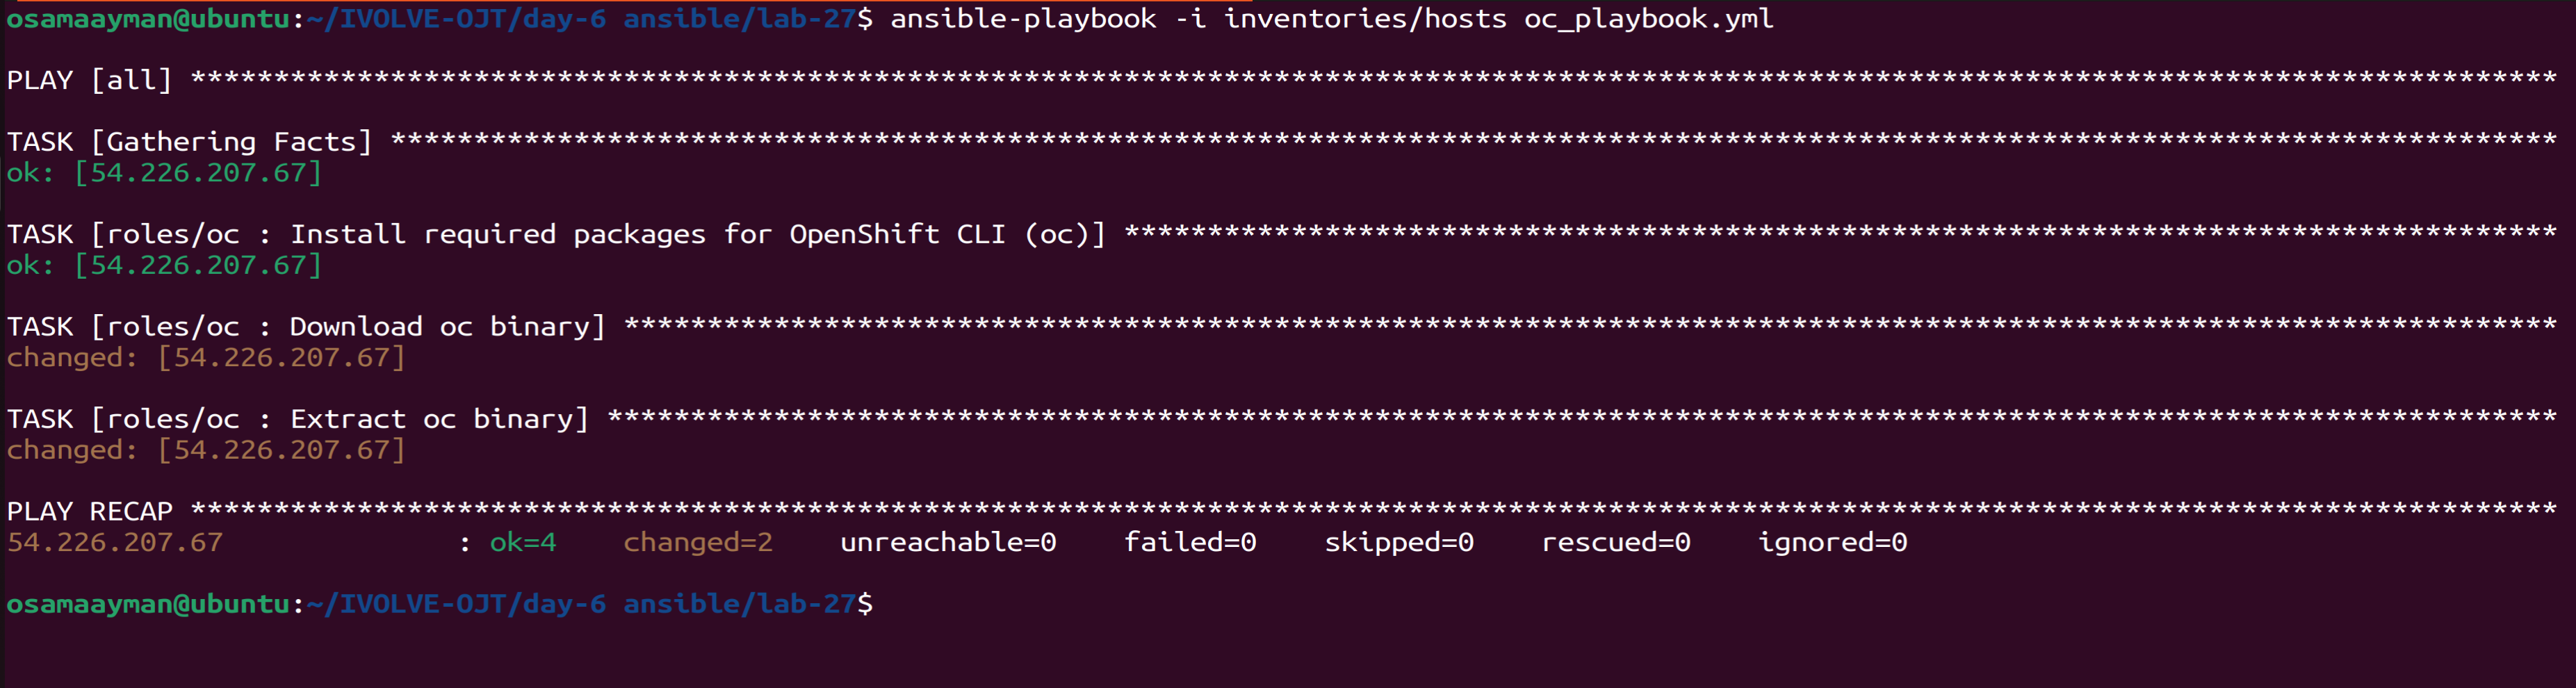 osamaayman@ubuntu:~/IVOLVE-OJT/day-6 ansible/lab-27$ ansible-playbook -i inventories/hosts oc_playbook.yml
PLAY [all] **********************************************************************************************************************************************
TASK [Gathering Facts] **********************************************************************************************************************************
ok: [54.226.207.67]
TASK [roles/oc : Install required packages for OpenShift CLI (oc)] **************************************************************************************
ok: [54.226.207.67]
TASK [roles/oc : Download oc binary] ********************************************************************************************************************
changed: [54.226.207.67]
TASK [roles/oc : Extract oc binary] *********************************************************************************************************************
changed: [54.226.207.67]
PLAY RECAP **********************************************************************************************************************************************
54.226.207.67              : ok=4    changed=2    unreachable=0    failed=0    skipped=0    rescued=0    ignored=0
osamaayman@ubuntu:~/IVOLVE-OJT/day-6 ansible/lab-27$